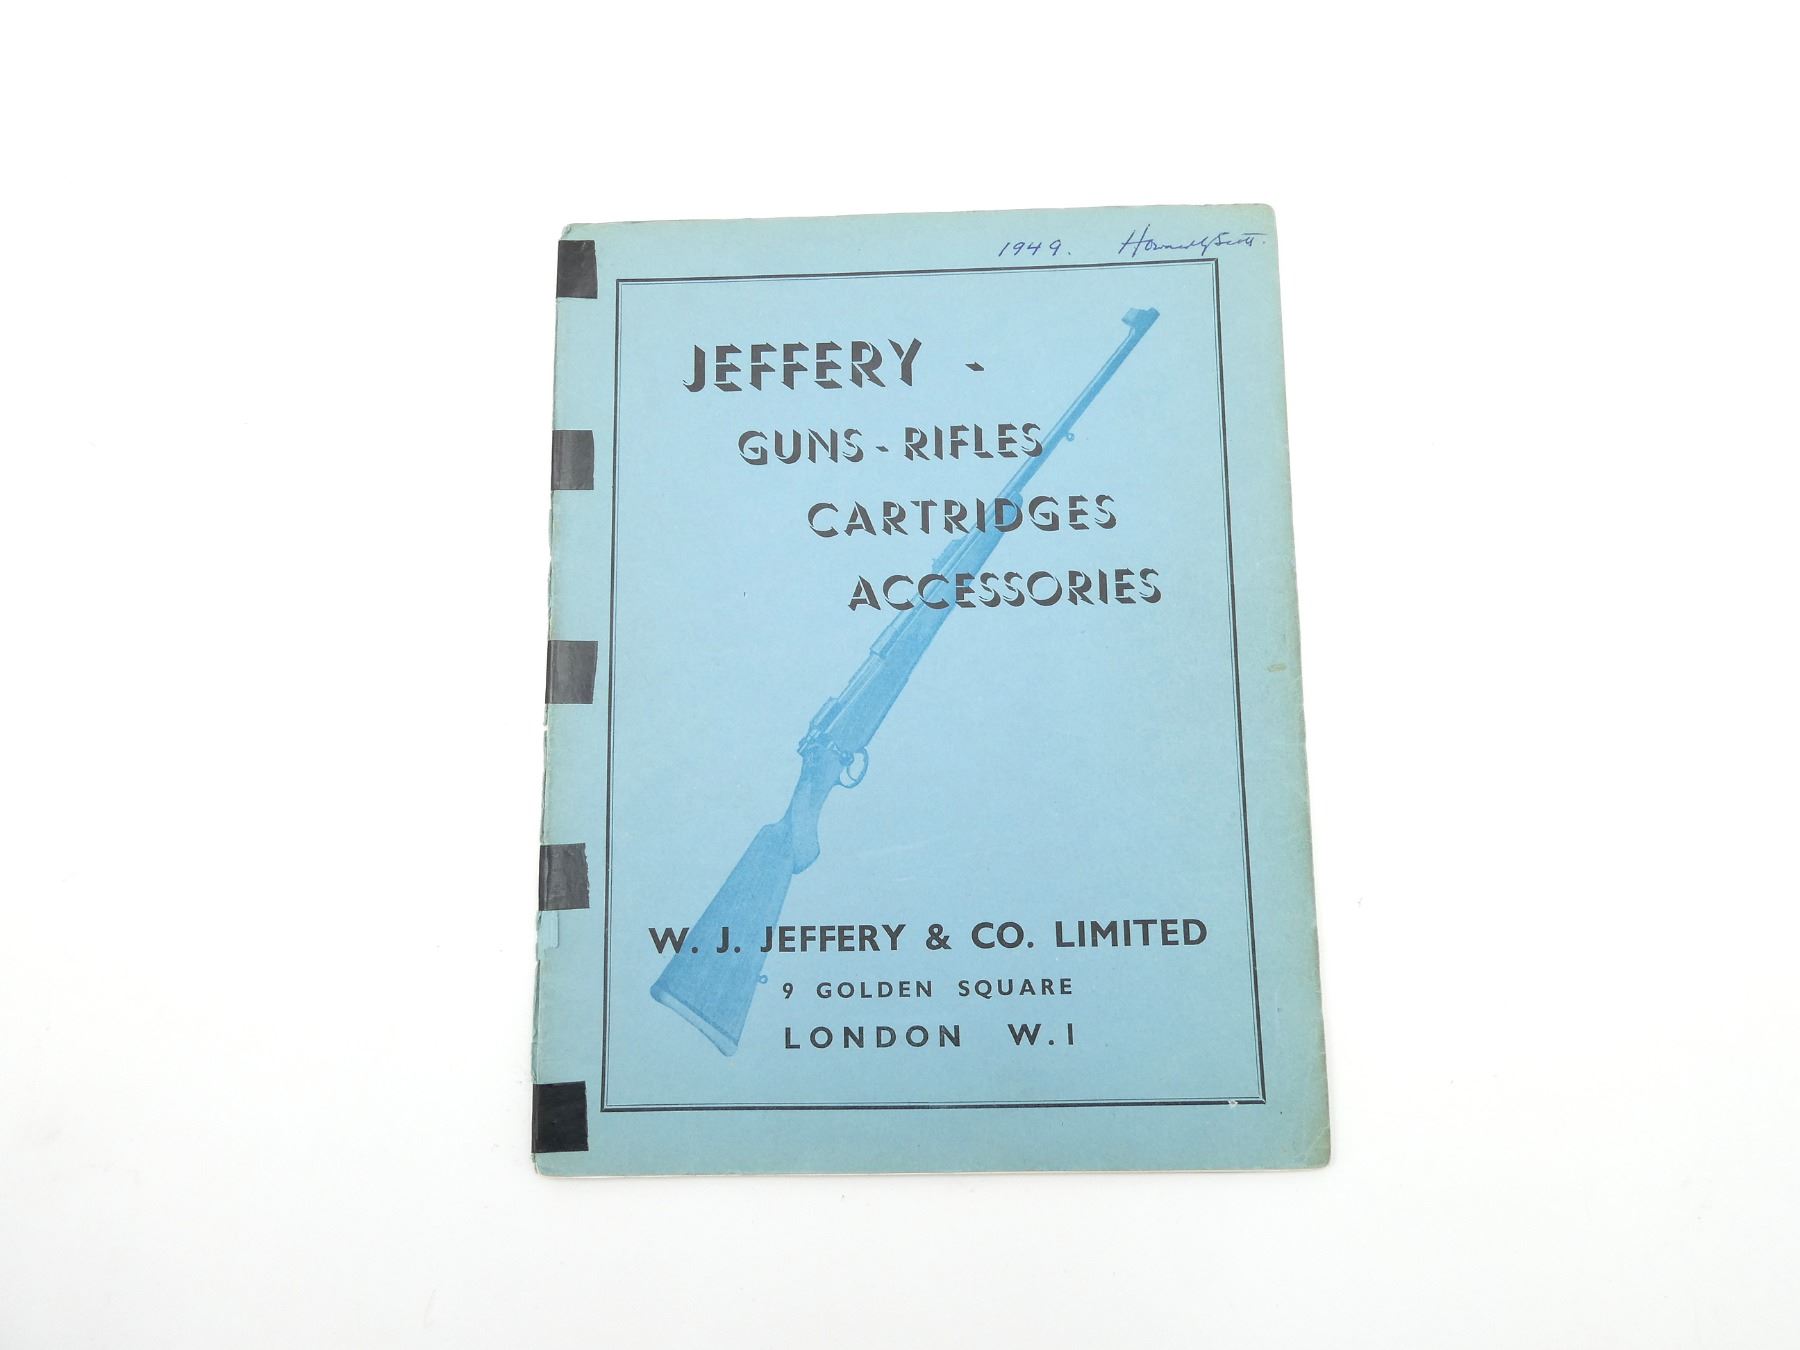 1949.
JEFFERY -
GUNS - RIFLES
CARTRIDGES
ACCESSORIES
W. J. JEFFERY & CO. LIMITED
9 GOLDEN SQUARE
LONDON W.1